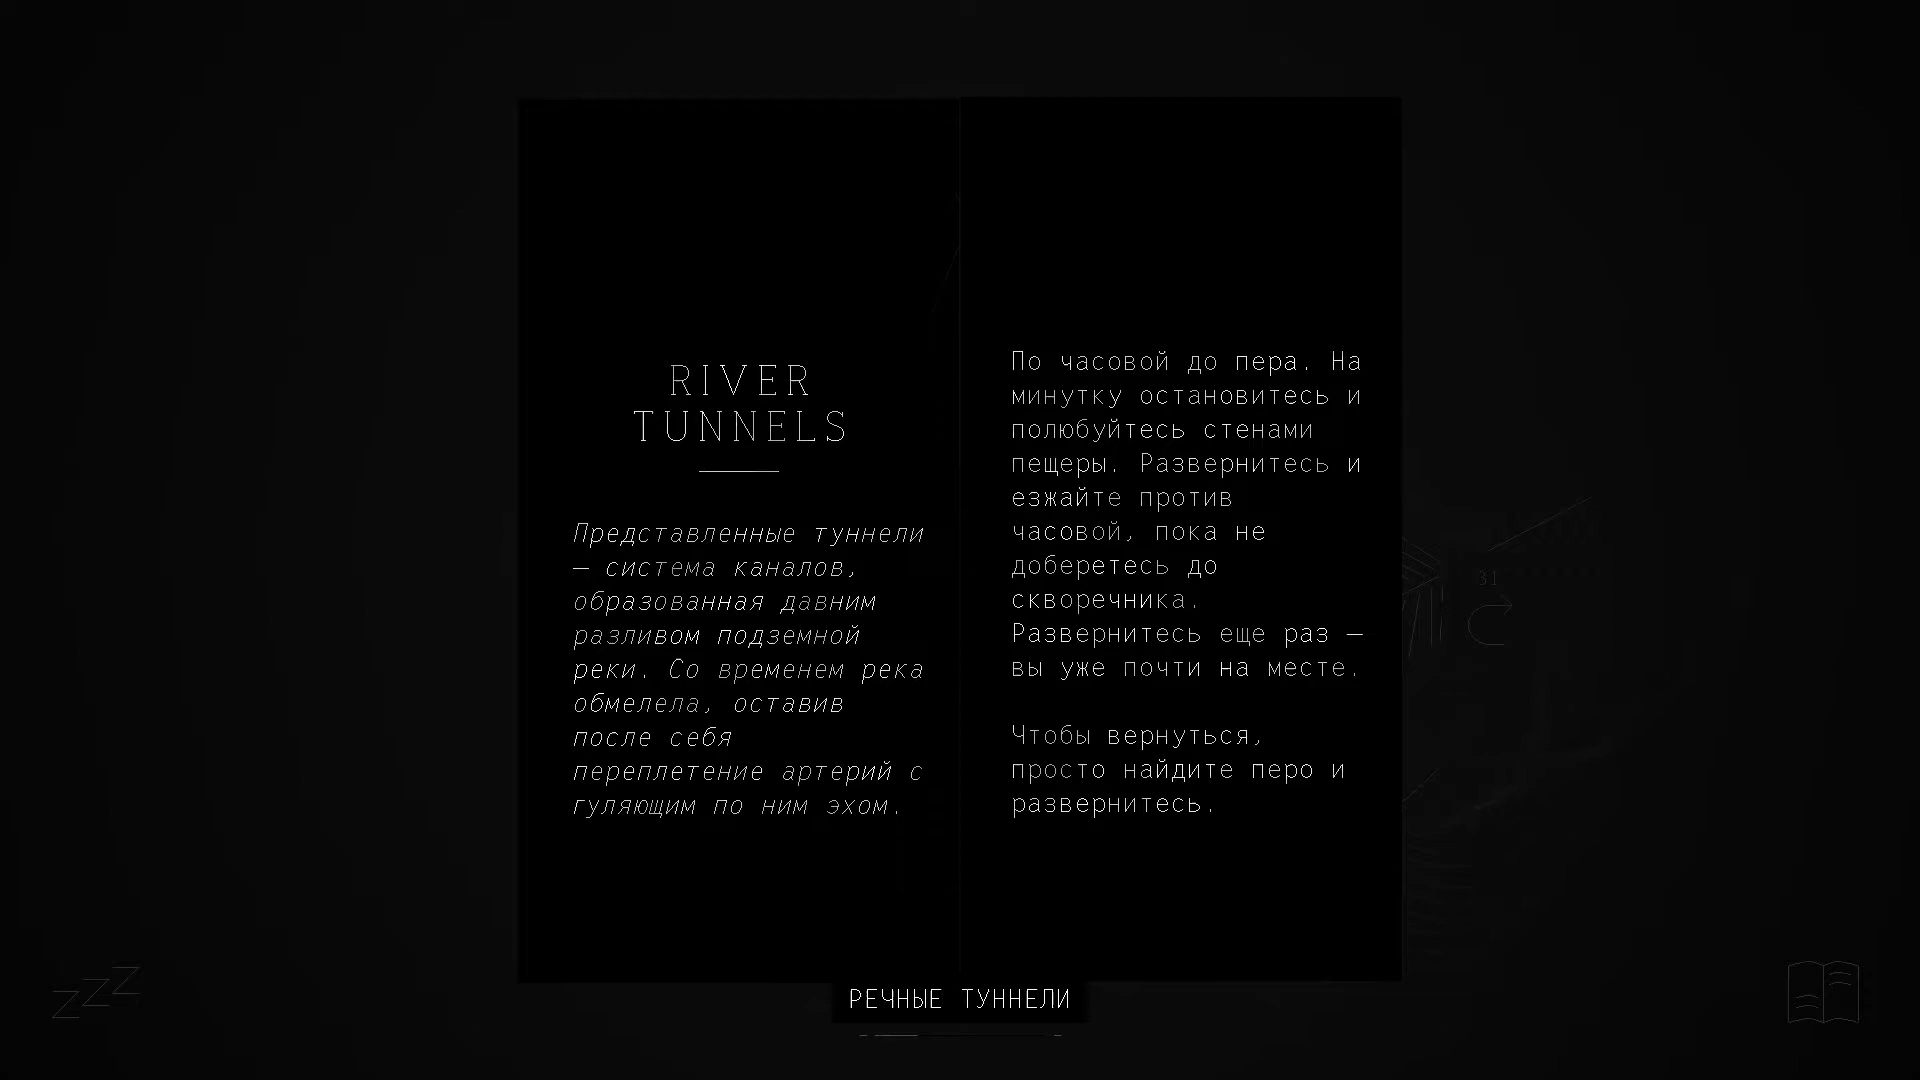 RIVER
TUNNELS
Представленные туннели
— система каналов,
образованная давним
разливом подземной
реки. Со временем река
обмелела, оставив
после себя
переплетение артерий с
гуляющим по ним эхом.
По часовой до пера. На
минутку остановитесь и
полюбуйтесь стенами
пещеры. Развернитесь и
езжайте против
часовой, пока не
доберетесь до
скворечника.
Развернитесь еще раз —
вы уже почти на месте.
Чтобы вернуться,
просто найдите перо и
развернитесь.
31
РЕЧНЫЕ ТУННЕЛИ
ZZZ